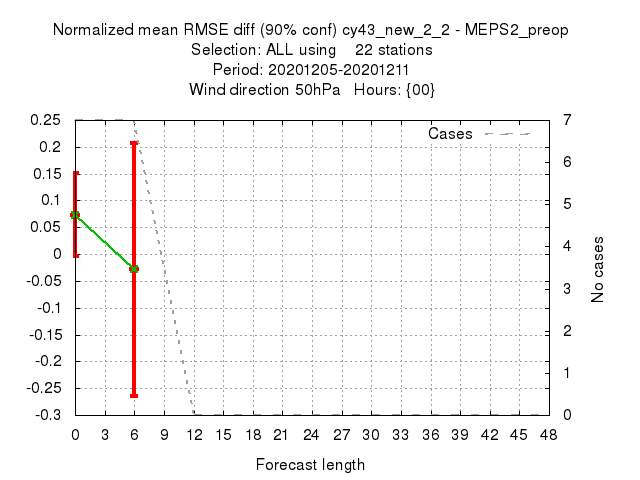 Normalized mean RMSE diff (90% conf) cy43_new_2_2 - MEPS2_preop
Selection: ALL using 22 stations
Period: 20201205-20201211
Wind direction 50hPa Hours: {00}
Cases
0.25
0.2
0.15
0.1
0.05
0
-0.05
-0.1
-0.15
-0.2
-0.25
-0.3
7
6
5
4
3
2
1
0
No cases
0 3 6 9 12 15 18 21 24 27 30 33 36 39 42 45 48
Forecast length